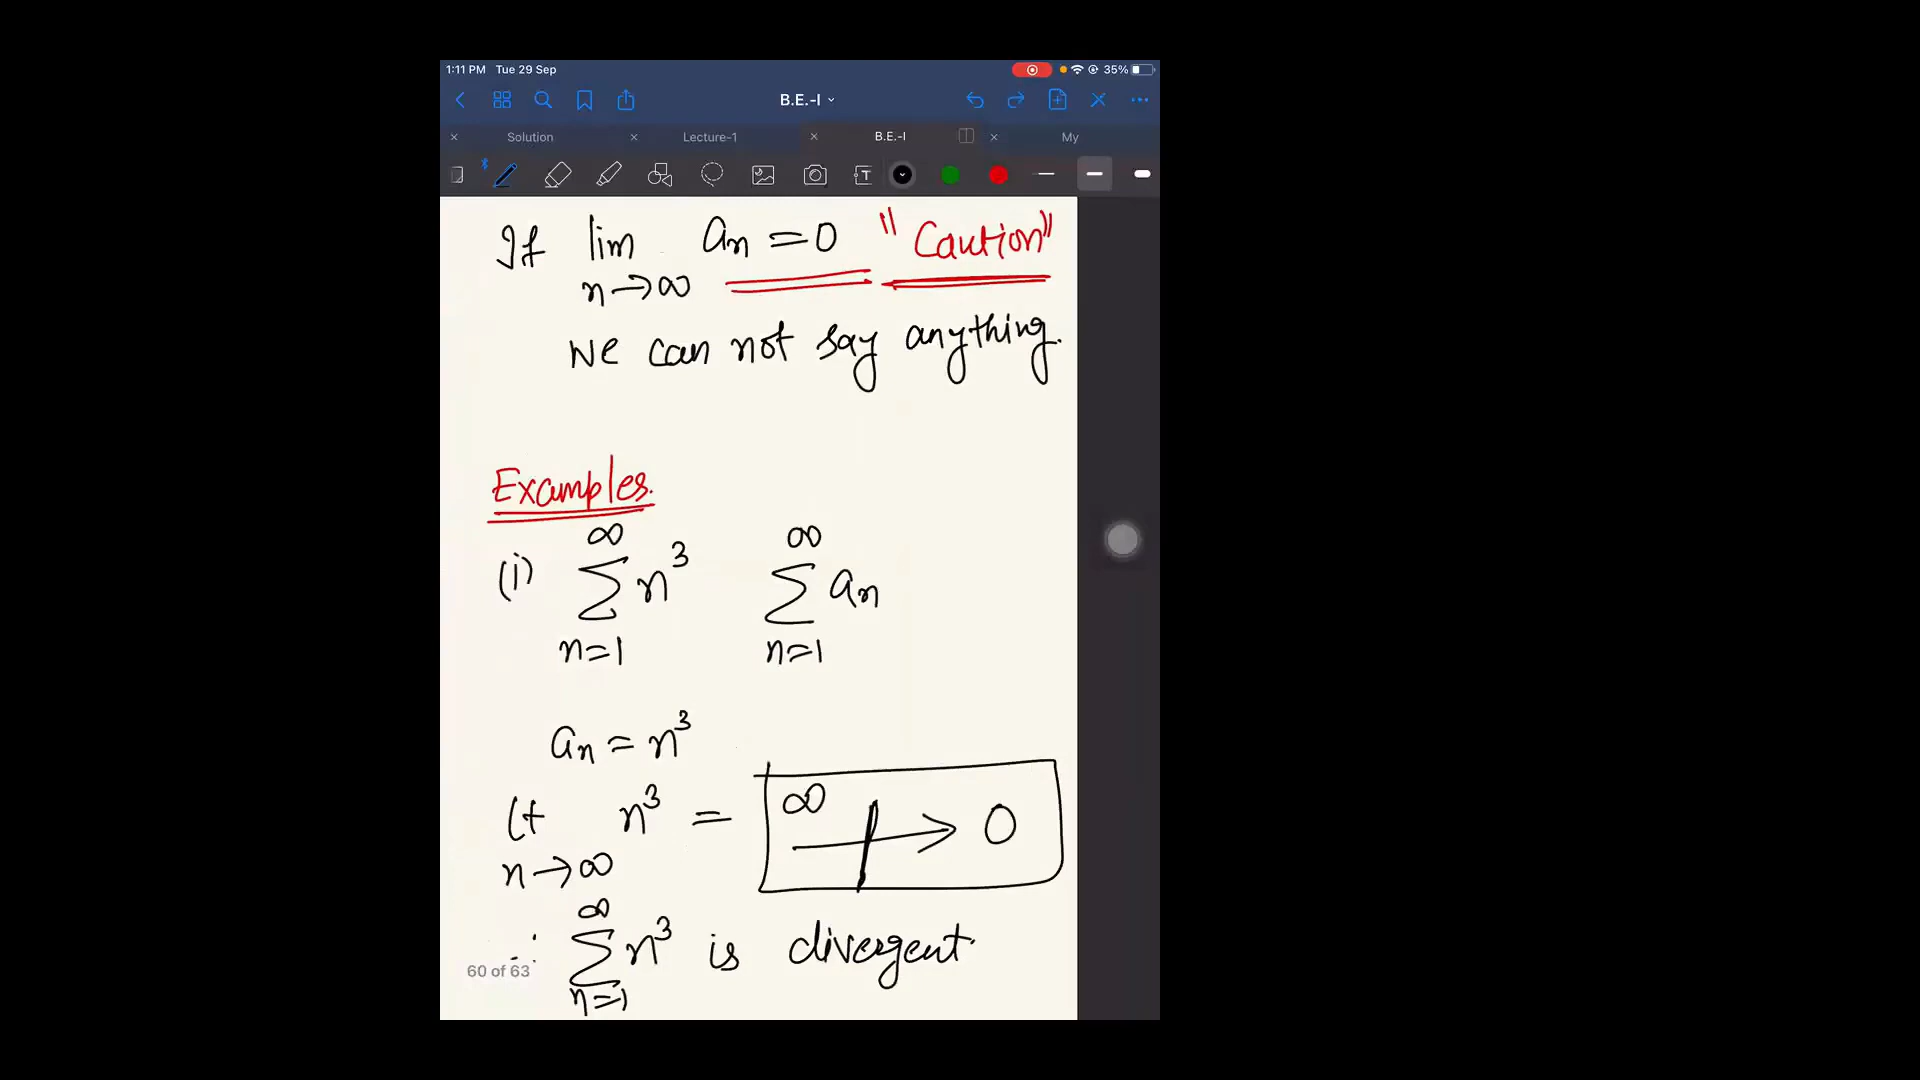 1:11 PM Tue 29 Sep 35%
B.E.-I
Solution Lecture-1 B.E.-I My
T
If lim an = 0 "Caution"
n→∞
we can not say anything.
Examples.
∞ ∞
(i) ∑ n³ ∑ an
n=1 n=1
an = n³
Lt n³ = ∞ ↛ 0
n→∞
∞
∴ ∑ n³ is divergent
n=1
60 of 63